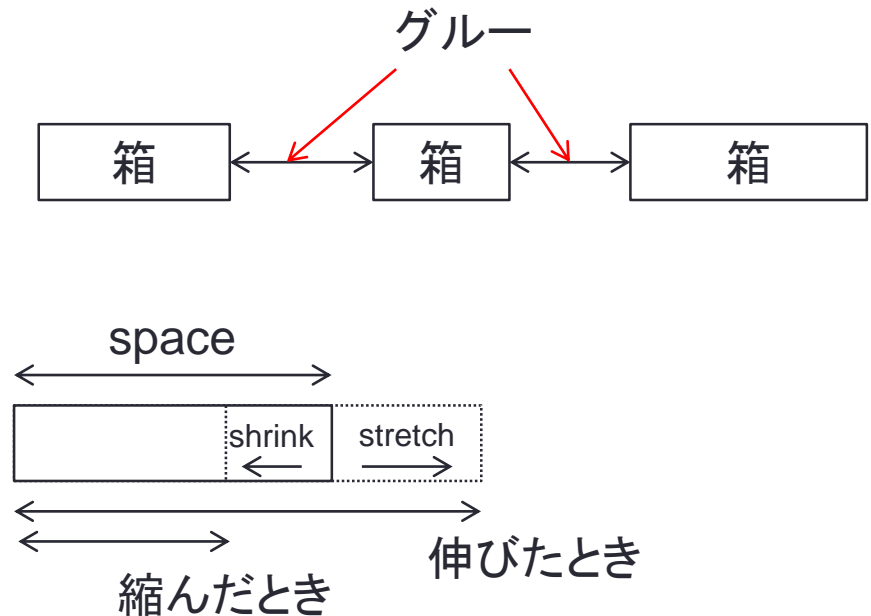 グルー
箱 箱 箱
space
shrink stretch
伸びたとき
縮んだとき